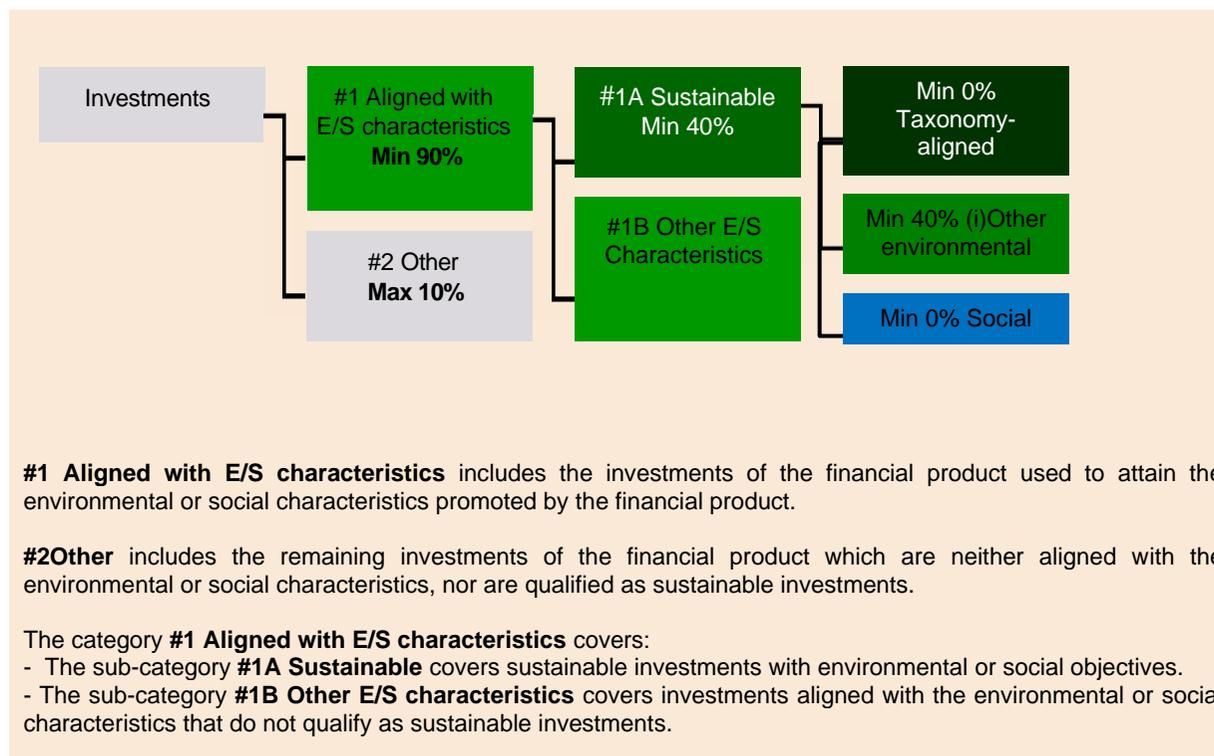 Investments
#1 Aligned with
E/S characteristics
Min 90%
#2 Other
Max 10%
#1A Sustainable
Min 40%
#1B Other E/S
Characteristics
Min 0%
Taxonomy-
aligned
Min 40% (i)Other
environmental
Min 0% Social
#1 Aligned with E/S characteristics includes the investments of the financial product used to attain the
environmental or social characteristics promoted by the financial product.
#2Other includes the remaining investments of the financial product which are neither aligned with the
environmental or social characteristics, nor are qualified as sustainable investments.
The category #1 Aligned with E/S characteristics covers:
- The sub-category #1A Sustainable covers sustainable investments with environmental or social objectives.
- The sub-category #1B Other E/S characteristics covers investments aligned with the environmental or social
characteristics that do not qualify as sustainable investments.